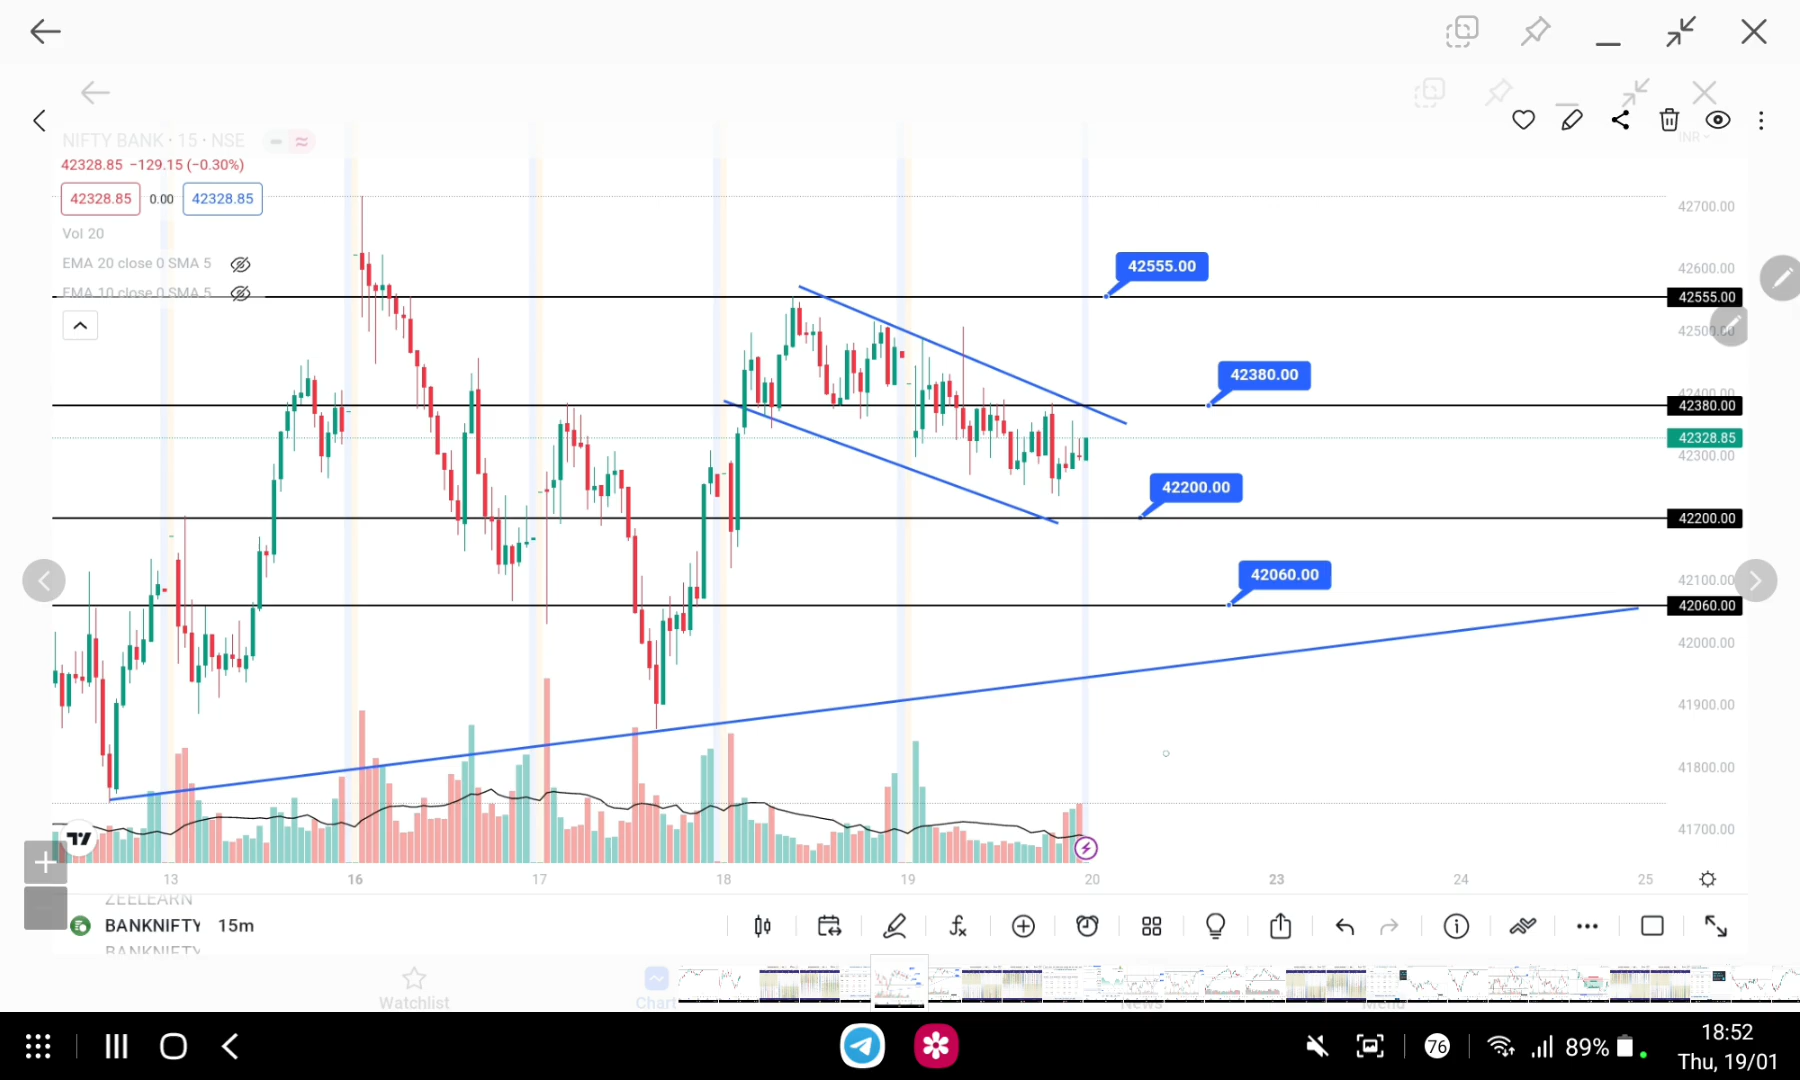 NIFTY BANK · 15 · NSE
INR
42328.85 −129.15 (−0.30%)
42328.85 0.00 42328.85
Vol 20
EMA 20 close 0 SMA 5
EMA 10 close 0 SMA 5
42555.00
42380.00
42200.00
42060.00
42700.00
42600.00
42555.00
42500.00
42400.00
42380.00
42328.85
42300.00
42200.00
42100.00
42060.00
42000.00
41900.00
41800.00
41700.00
13 16 17 18 19 20 23 24 25
ZEELEARN
BANKNIFTY 15m
BANKNIFTY
Watchlist Chart News Menu
76 89% 18:52
Thu, 19/01